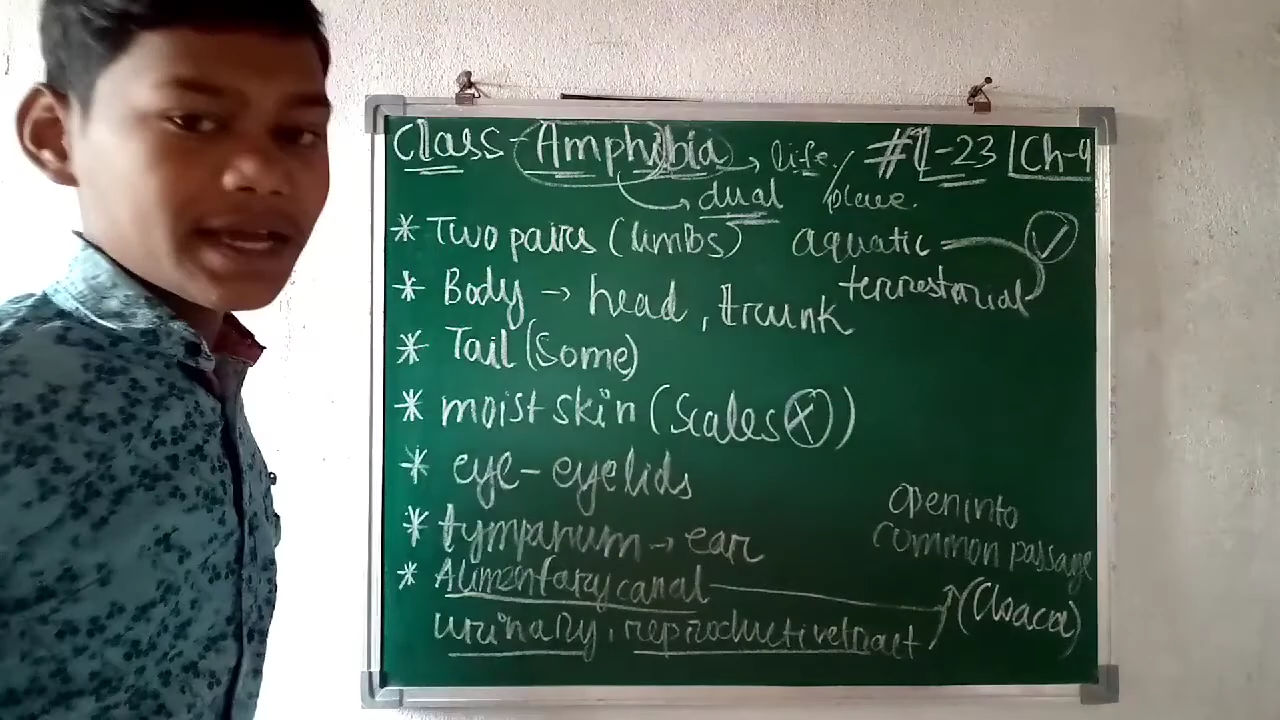 Class - Amphibia → life / #L-23 Ch-4
dual place.
* Two pairs (limbs) aquatic ✓
* Body → head, trunk terrestorial
* Tail (Some)
* moist skin (Scales X)
* eye - eyelids
* tympanum → ear
open into
common passage
* Alimentary canal (Cloaca)
urinary, reproductive tract